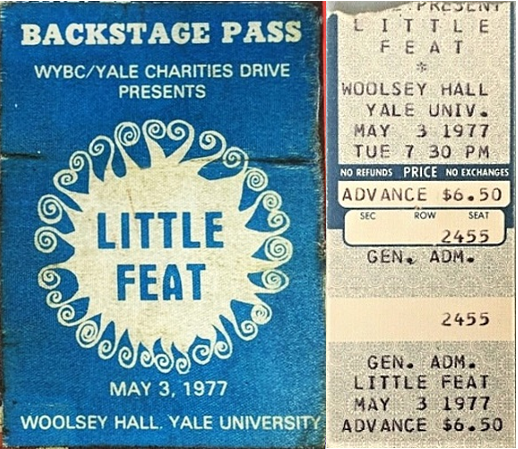 BACKSTAGE PASS
WYBC/YALE CHARITIES DRIVE
PRESENTS
LITTLE
FEAT
MAY 3, 1977
WOOLSEY HALL. YALE UNIVERSITY
PRESENT
LITTLE
FEAT
*
WOOLSEY HALL
YALE UNIV.
MAY 3 1977
TUE 7 30 PM
NO REFUNDS PRICE NO EXCHANGES
ADVANCE $6.50
SEC ROW SEAT
2455
GEN. ADM.
2455
GEN. ADM.
LITTLE FEAT
MAY 3 1977
ADVANCE $6.50